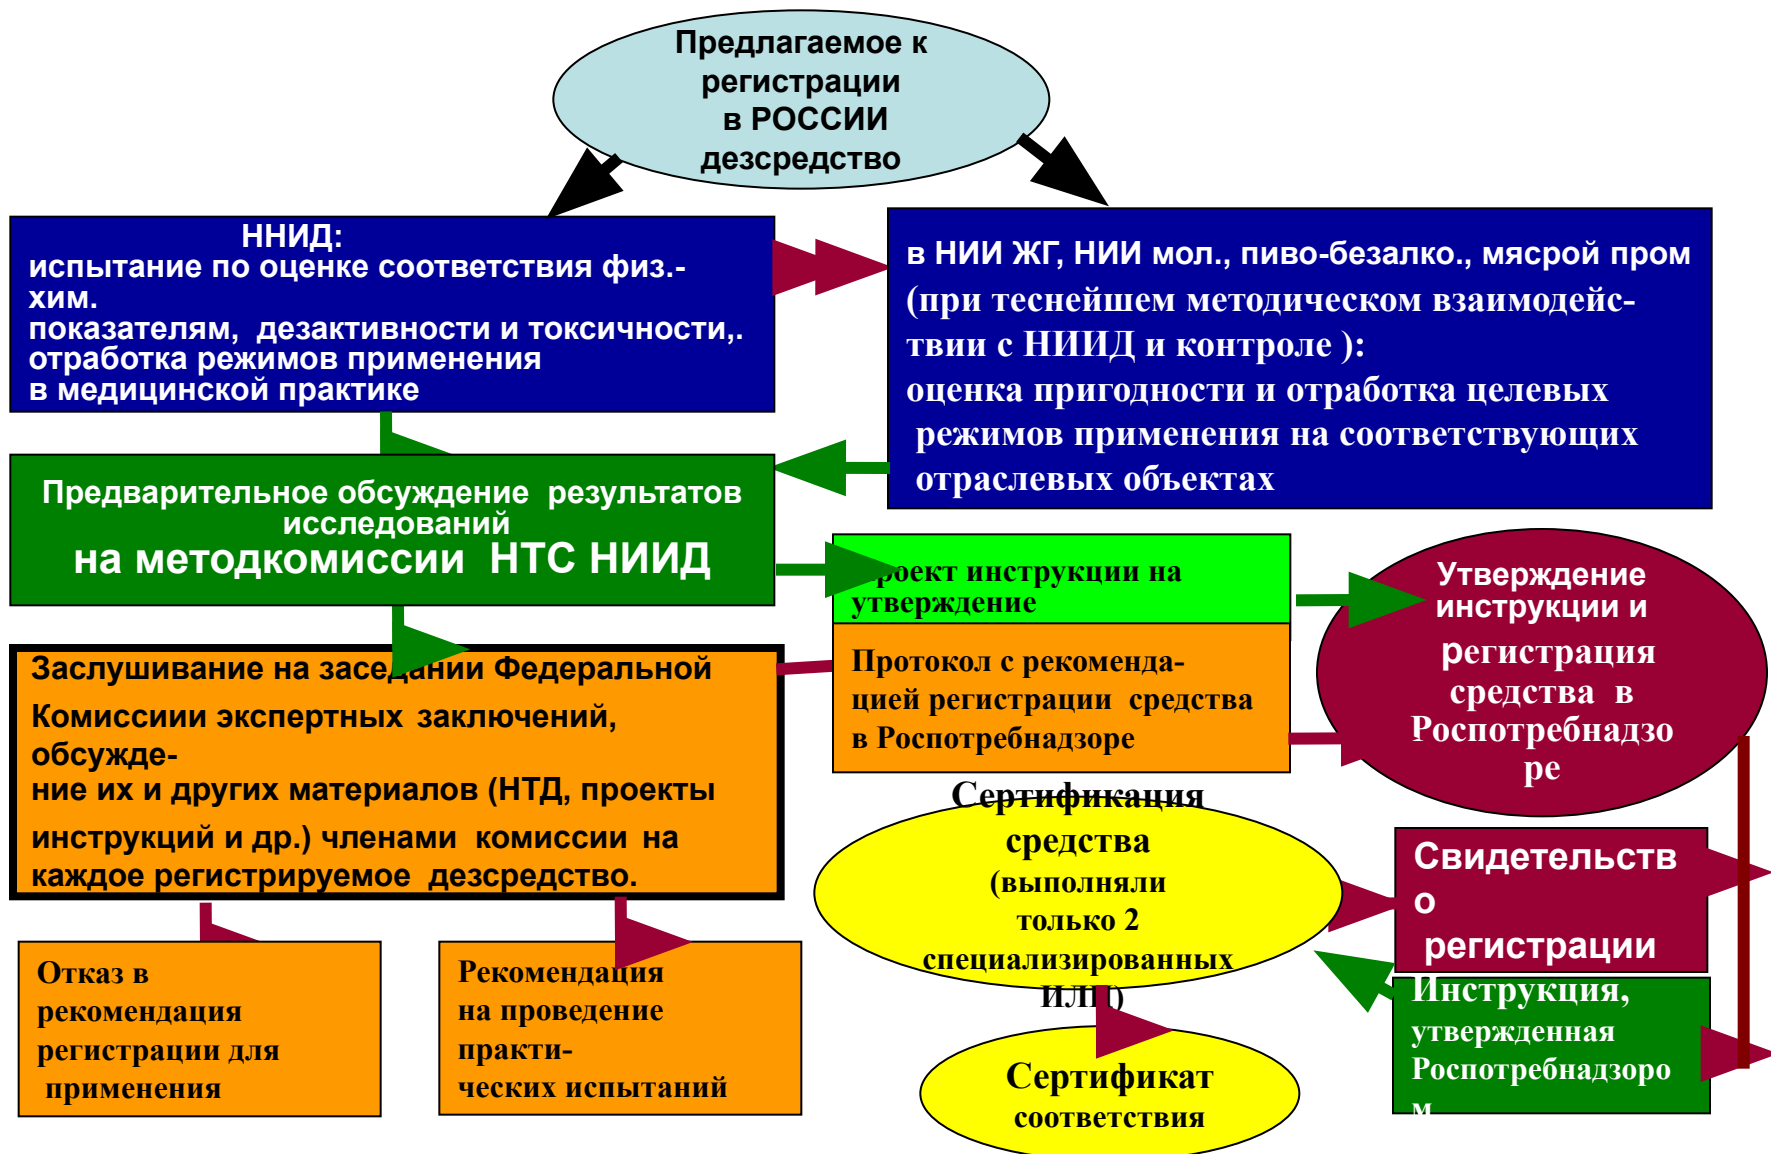 Предлагаемое к
регистрации
в РОССИИ
дезсредство
ННИД:
испытание по оценке соответствия физ.-
хим.
показателям, дезактивности и токсичности,.
отработка режимов применения
в медицинской практике
в НИИ ЖГ, НИИ мол., пиво-безалко., мясрой пром
(при теснейшем методическом взаимодейс-
твии с НИИД и контроле ):
оценка пригодности и отработка целевых
режимов применения на соответствующих
отраслевых объектах
Предварительное обсуждение результатов
исследований
на методкомиссии НТС НИИД
Проект инструкции на
утверждение
Утверждение
инструкции и
регистрация
средства в
Роспотребнадзо
ре
Заслушивание на заседании Федеральной
Комиссиии экспертных заключений,
обсужде-
ние их и других материалов (НТД, проекты
инструкций и др.) членами комиссии на
каждое регистрируемое дезсредство.
Протокол с рекоменда-
цией регистрации средства
в Роспотребнадзоре
Сертификация
средства
(выполняли
только 2
специализированных
ИЛЦ)
Свидетельств
о
регистрации
Инструкция,
утвержденная
Роспотребнадзоро
м
Отказ в
рекомендация
регистрации для
применения
Рекомендация
на проведение
практи-
ческих испытаний
Сертификат
соответствия